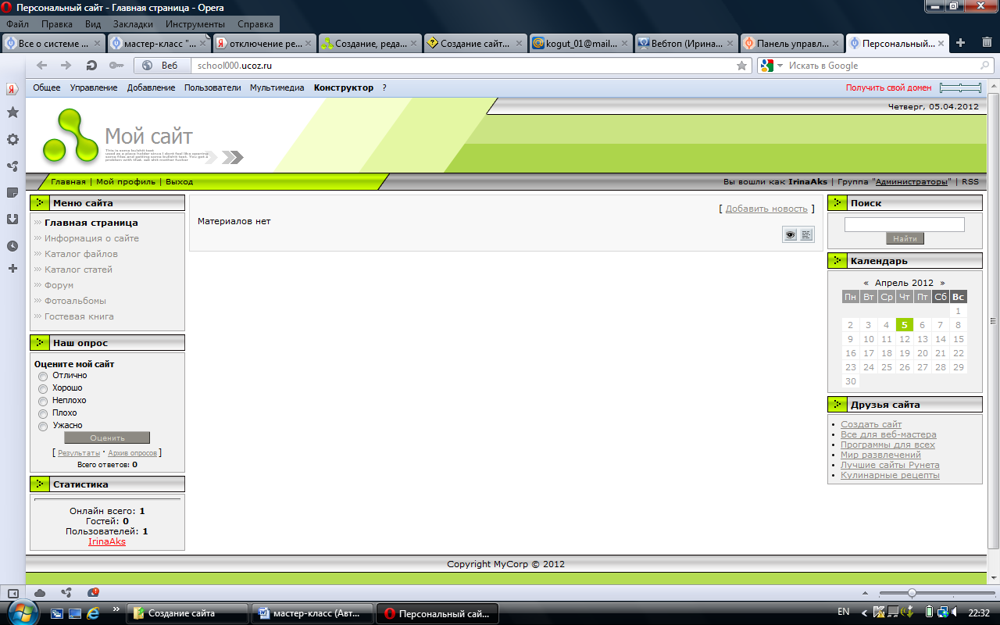 Персональный сайт - Главная страница - Opera
Файл Правка Вид Закладки Инструменты Справка
Все о системе ... мастер-класс "... отключение ре... Создание, реда... Создание сайт... kogut_01@mail... Вебтоп (Ирина... Панель управл... Персональный...
Веб school000.ucoz.ru Искать в Google
Общее Управление Добавление Пользователи Мультимедиа Конструктор ? Получить свой домен
Четверг, 05.04.2012
Мой сайт
Главная | Мой профиль | Выход
Вы вошли как IrinaAks | Группа "Администраторы" | RSS
Меню сайта
Главная страница
Информация о сайте
Каталог файлов
Каталог статей
Форум
Фотоальбомы
Гостевая книга
Наш опрос
Оцените мой сайт
Отлично
Хорошо
Неплохо
Плохо
Ужасно
Оценить
[ Результаты · Архив опросов ]
Всего ответов: 0
Статистика
Онлайн всего: 1
Гостей: 0
Пользователей: 1
IrinaAks
[ Добавить новость ]
Материалов нет
Поиск
Найти
Календарь
« Апрель 2012 »
Пн Вт Ср Чт Пт Сб Вс
1
2 3 4 5 6 7 8
9 10 11 12 13 14 15
16 17 18 19 20 21 22
23 24 25 26 27 28 29
30
Друзья сайта
Создать сайт
Все для веб-мастера
Программы для всех
Мир развлечений
Лучшие сайты Рунета
Кулинарные рецепты
Copyright MyCorp © 2012
Создание сайта мастер-класс (Авт... Персональный сай... EN 22:32